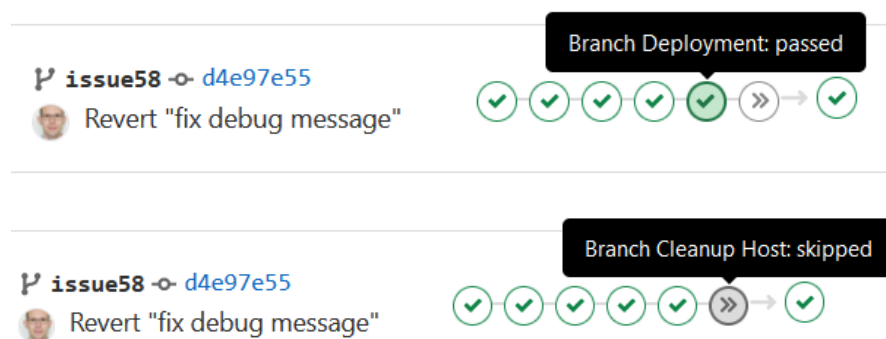 Branch Deployment: passed
issue58 d4e97e55
Revert "fix debug message"
Branch Cleanup Host: skipped
issue58 d4e97e55
Revert "fix debug message"